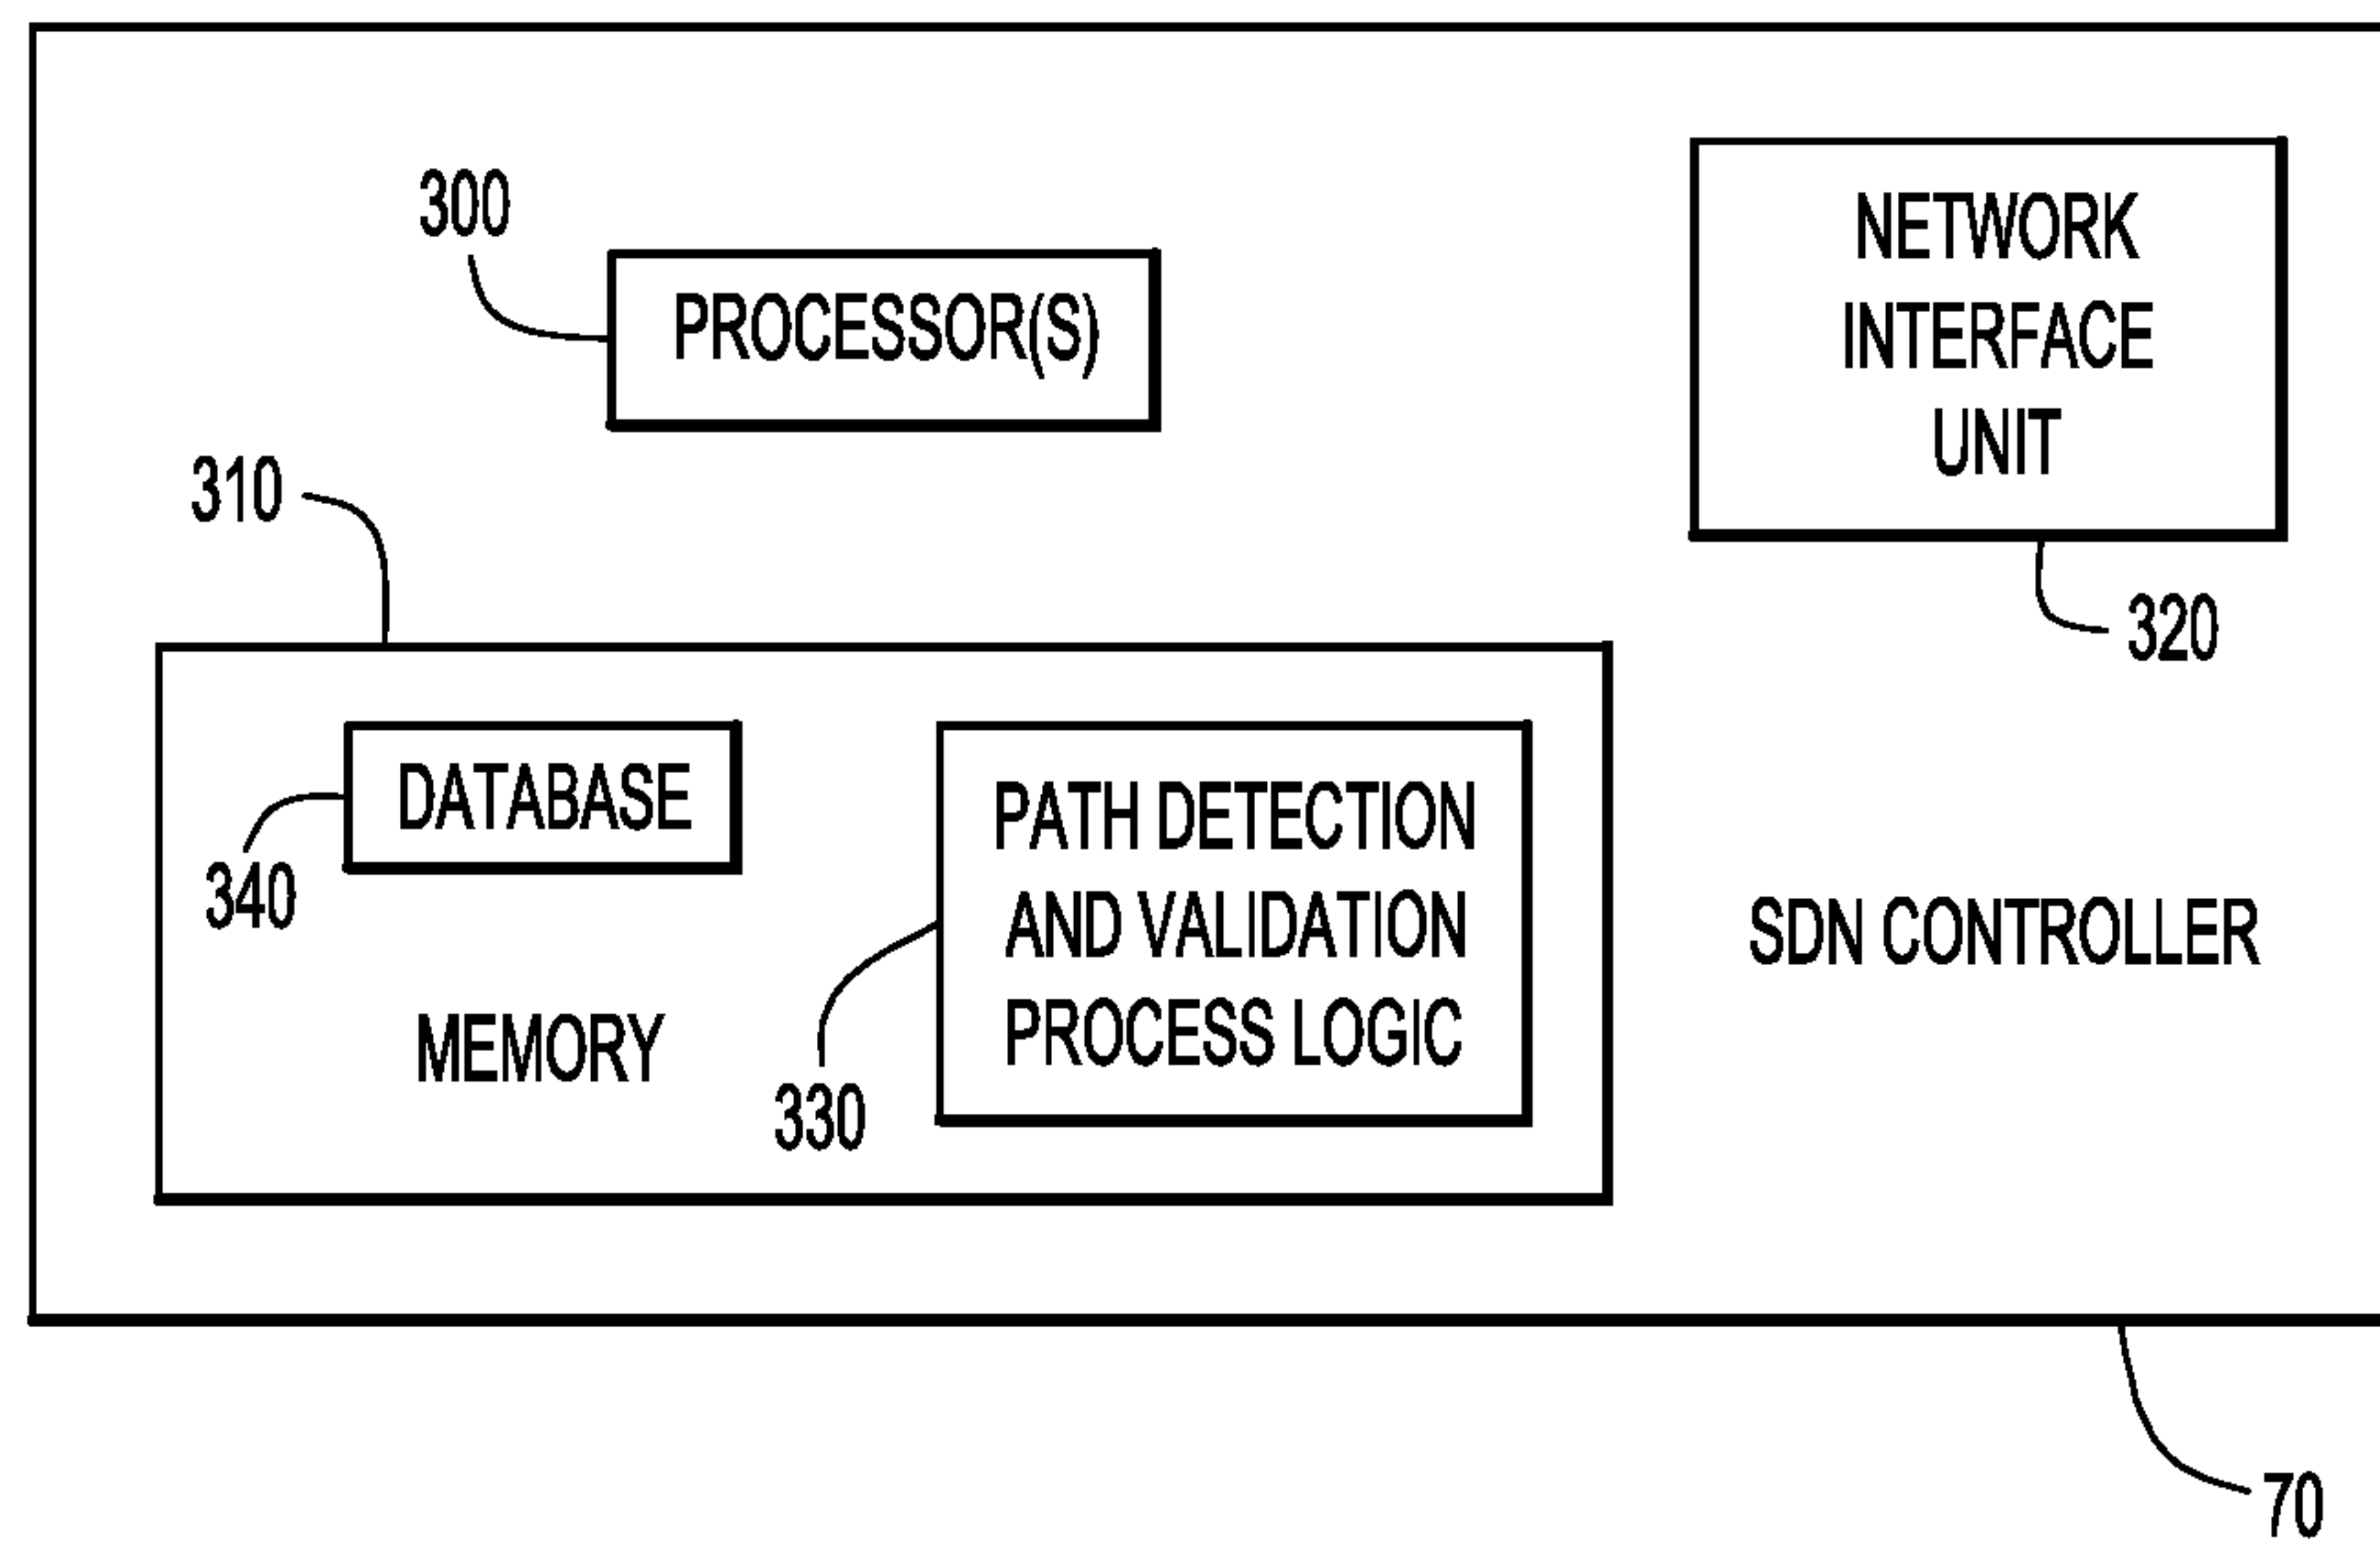 300
PROCESSOR(S)
NETWORK
INTERFACE
UNIT
310
320
DATABASE
340
MEMORY
PATH DETECTION
AND VALIDATION
PROCESS LOGIC
330
SDN CONTROLLER
70